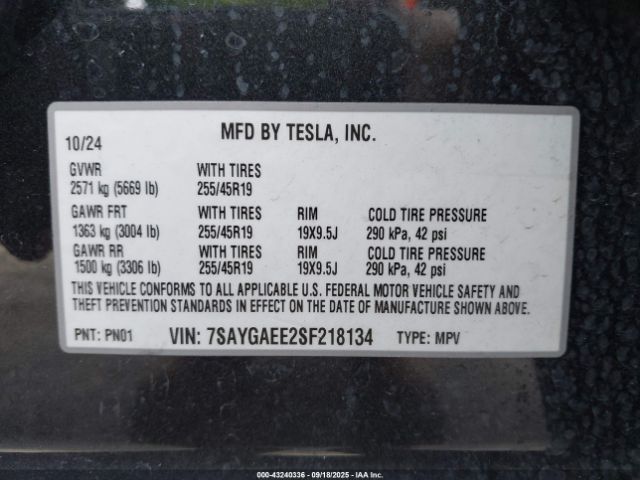 MFD BY TESLA, INC.
10/24
GVWR WITH TIRES
2571 kg (5669 lb) 255/45R19
GAWR FRT WITH TIRES RIM COLD TIRE PRESSURE
1363 kg (3004 lb) 255/45R19 19X9.5J 290 kPa, 42 psi
GAWR RR WITH TIRES RIM COLD TIRE PRESSURE
1500 kg (3306 lb) 255/45R19 19X9.5J 290 kPa, 42 psi
THIS VEHICLE CONFORMS TO ALL APPLICABLE U.S. FEDERAL MOTOR VEHICLE SAFETY AND
THEFT PREVENTION STANDARDS IN EFFECT ON THE DATE OF MANUFACTURE SHOWN ABOVE.
PNT: PN01 VIN: 7SAYGAEE2SF218134 TYPE: MPV
000-43240336 - 09/18/2025 - IAA Inc.